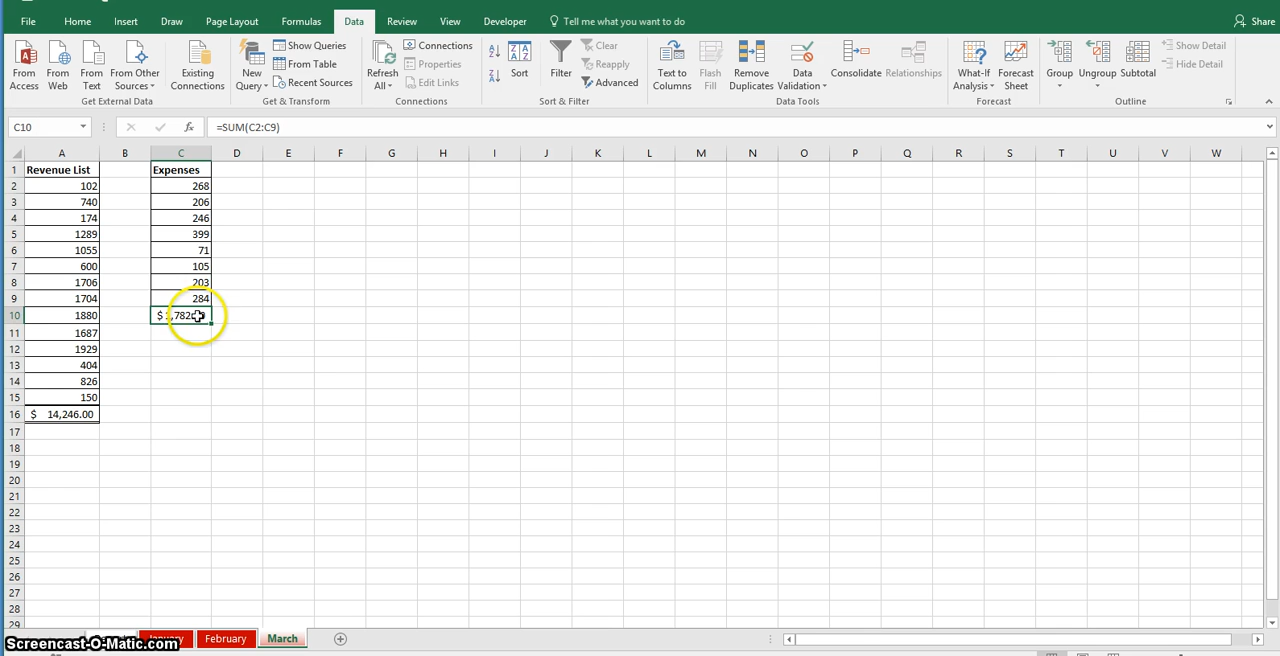 File Home Insert Draw Page Layout Formulas Data Review View Developer Tell me what you want to do Share
From Access
From Web
From Text
From Other Sources
Existing Connections
Get External Data
New Query
Show Queries
From Table
Recent Sources
Get & Transform
Refresh All
Connections
Properties
Edit Links
Connections
Sort
Filter
Clear
Reapply
Advanced
Sort & Filter
Text to Columns
Flash Fill
Remove Duplicates
Data Validation
Consolidate
Relationships
Data Tools
What-If Analysis
Forecast Sheet
Forecast
Group
Ungroup
Subtotal
Show Detail
Hide Detail
Outline
C10 fx =SUM(C2:C9)
A B C D E F G H I J K L M N O P Q R S T U V W
1 Revenue List Expenses
2 102 268
3 740 206
4 174 246
5 1289 399
6 1055 71
7 600 105
8 1706 203
9 1704 284
10 1880
11 1687
12 1929
13 404
14 826
15 150
16 $ 14,246.00
17
18
19
20
21
22
23
24
25
26
27
28
29
February March
Screencast-O-Matic.com